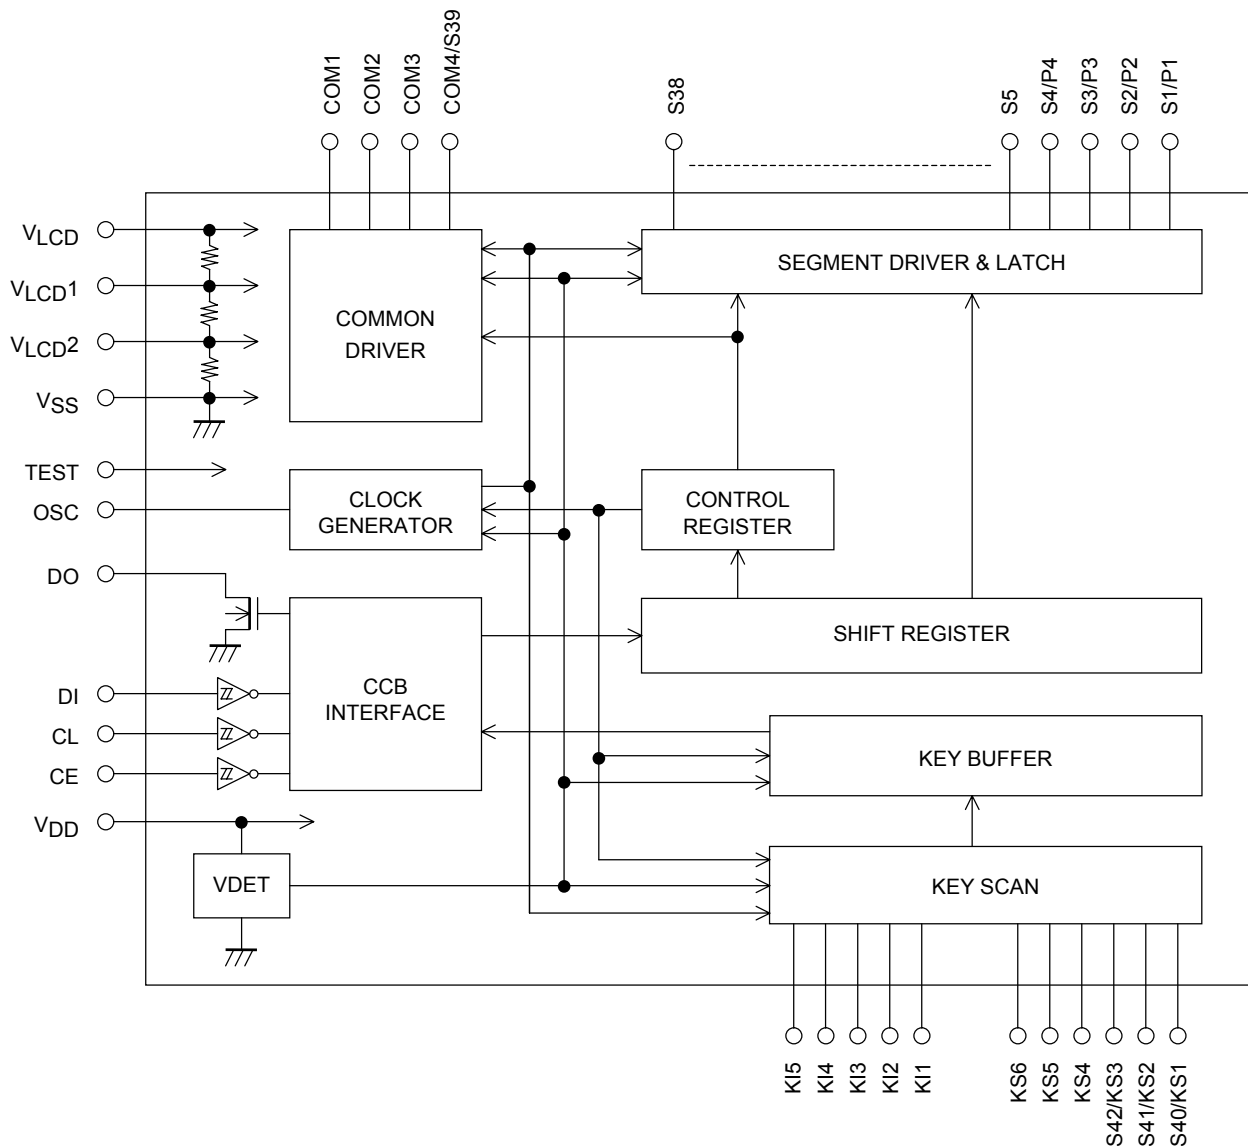 COM1
COM2
COM3
COM4/S39
S38
S5
S4/P4
S3/P3
S2/P2
S1/P1
VLCD
VLCD1
VLCD2
VSS
TEST
OSC
DO
DI
CL
CE
VDD
COMMON
DRIVER
SEGMENT DRIVER & LATCH
CLOCK
GENERATOR
CONTROL
REGISTER
SHIFT REGISTER
CCB
INTERFACE
KEY BUFFER
VDET
KEY SCAN
KI5
KI4
KI3
KI2
KI1
KS6
KS5
KS4
S42/KS3
S41/KS2
S40/KS1